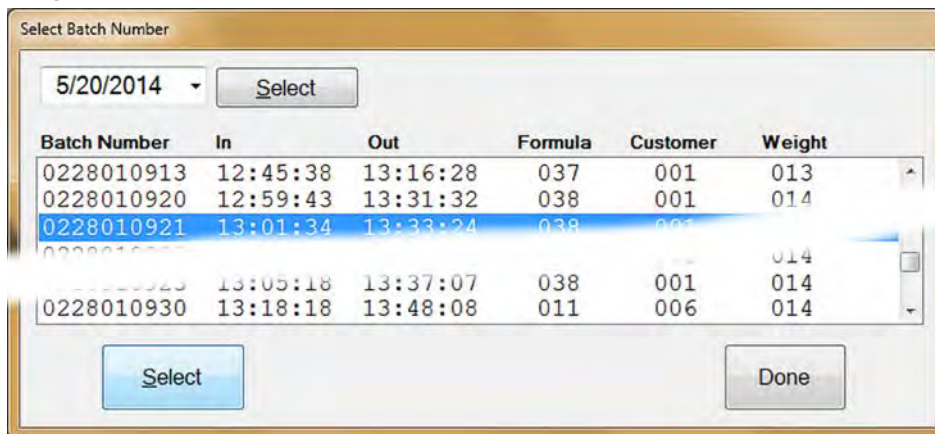 Select Batch Number
5/20/2014 Select
Batch Number In Out Formula Customer Weight
0228010913 12:45:38 13:16:28 037 001 013
0228010920 12:59:43 13:31:32 038 001 014
0228010921 13:01:34 13:33:24 038
014
13:05:18 13:37:07 038 001 014
0228010930 13:18:18 13:48:08 011 006 014
Select Done